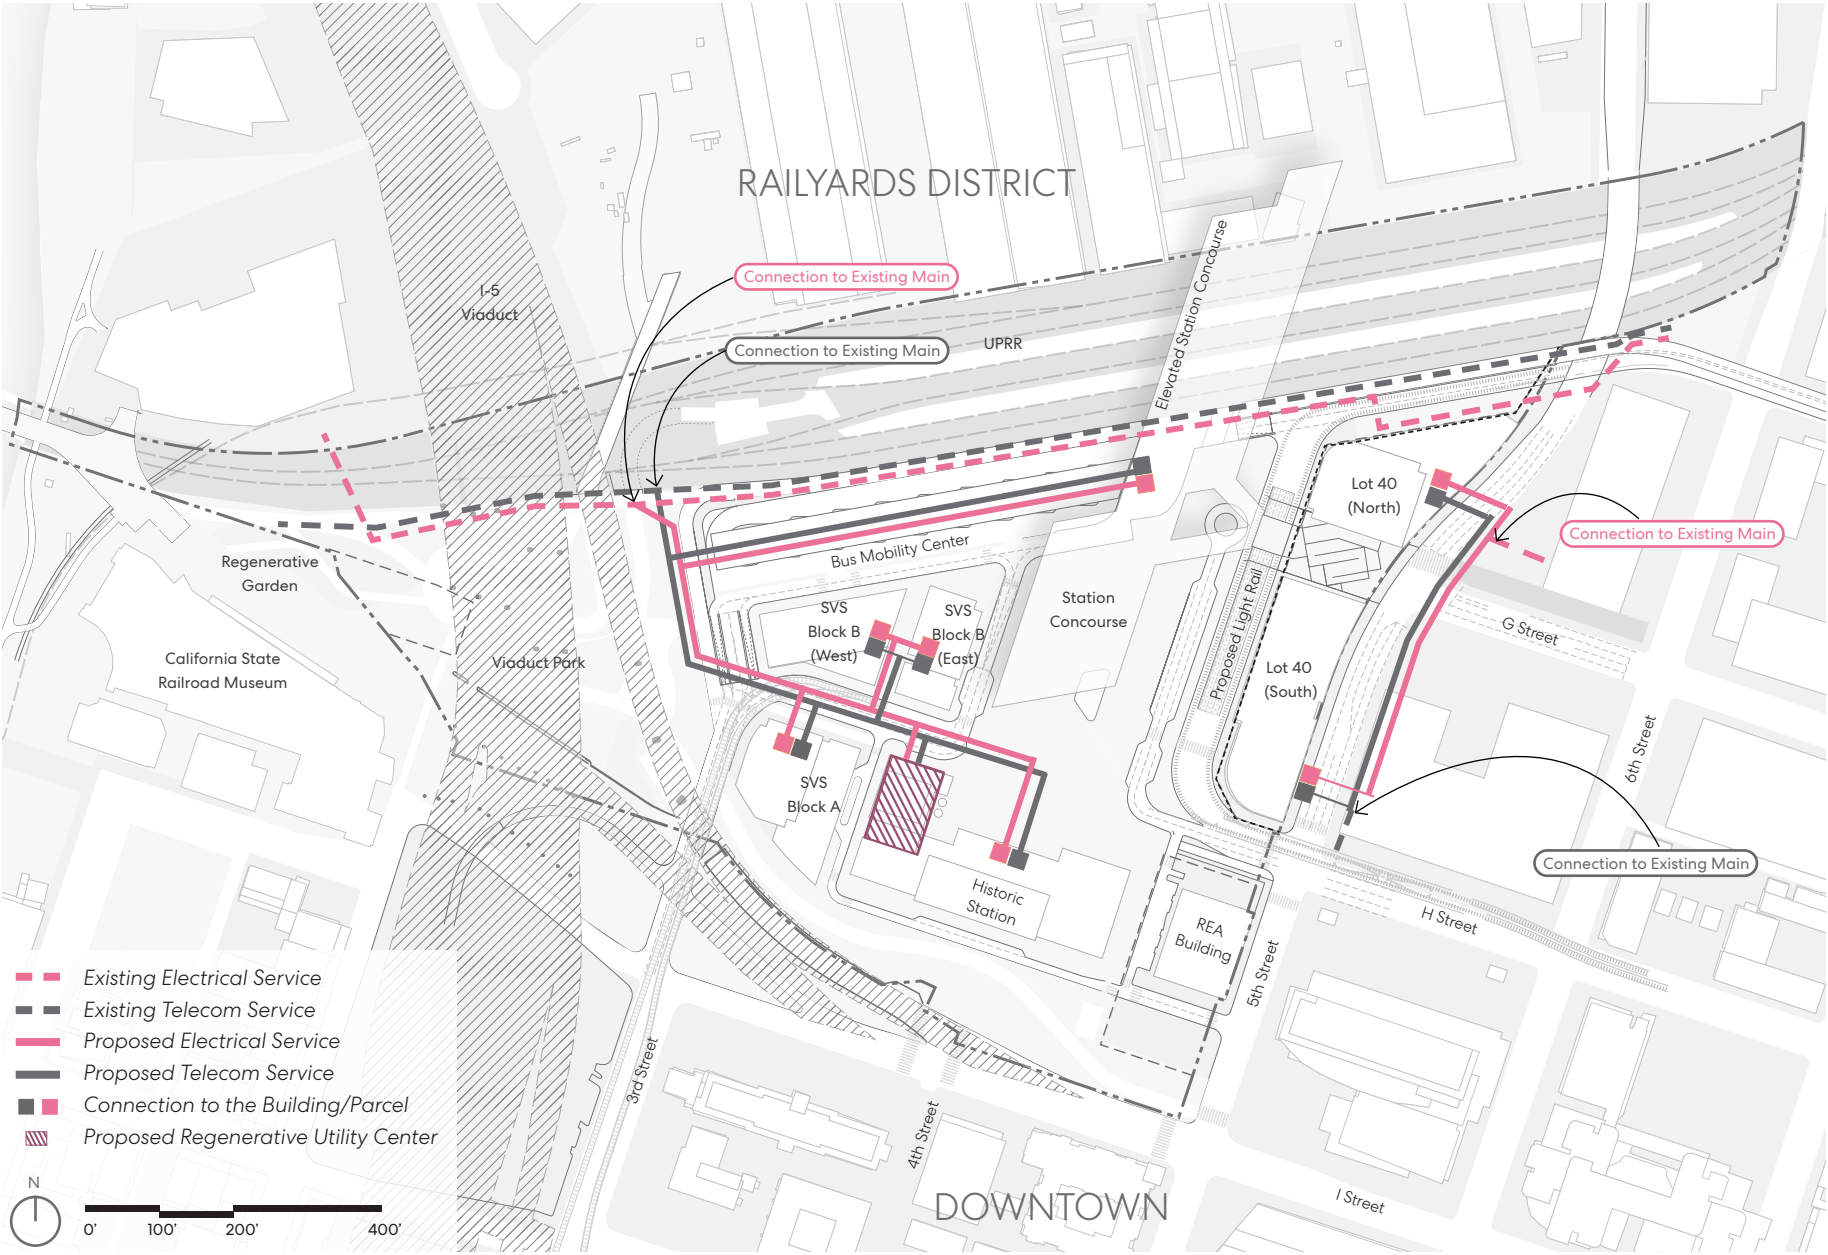 RAILYARDS DISTRICT
Connection to Existing Main
I-5
Viaduct
Elevated Station Concourse
UPRR
Connection to Existing Main
Lot 40
(North)
Connection to Existing Main
Bus Mobility Center
Regenerative
Garden
SVS
Block B
(West)
SVS
Block B
(East)
Station
Concourse
Proposed Light Rail
G Street
California State
Railroad Museum
Viaduct Park
Lot 40
(South)
6th Street
SVS
Block A
Connection to Existing Main
Historic
Station
REA
Building
H Street
5th Street
3rd Street
4th Street
I Street
DOWNTOWN
Existing Electrical Service
Existing Telecom Service
Proposed Electrical Service
Proposed Telecom Service
Connection to the Building/Parcel
Proposed Regenerative Utility Center
N
0' 100' 200' 400'